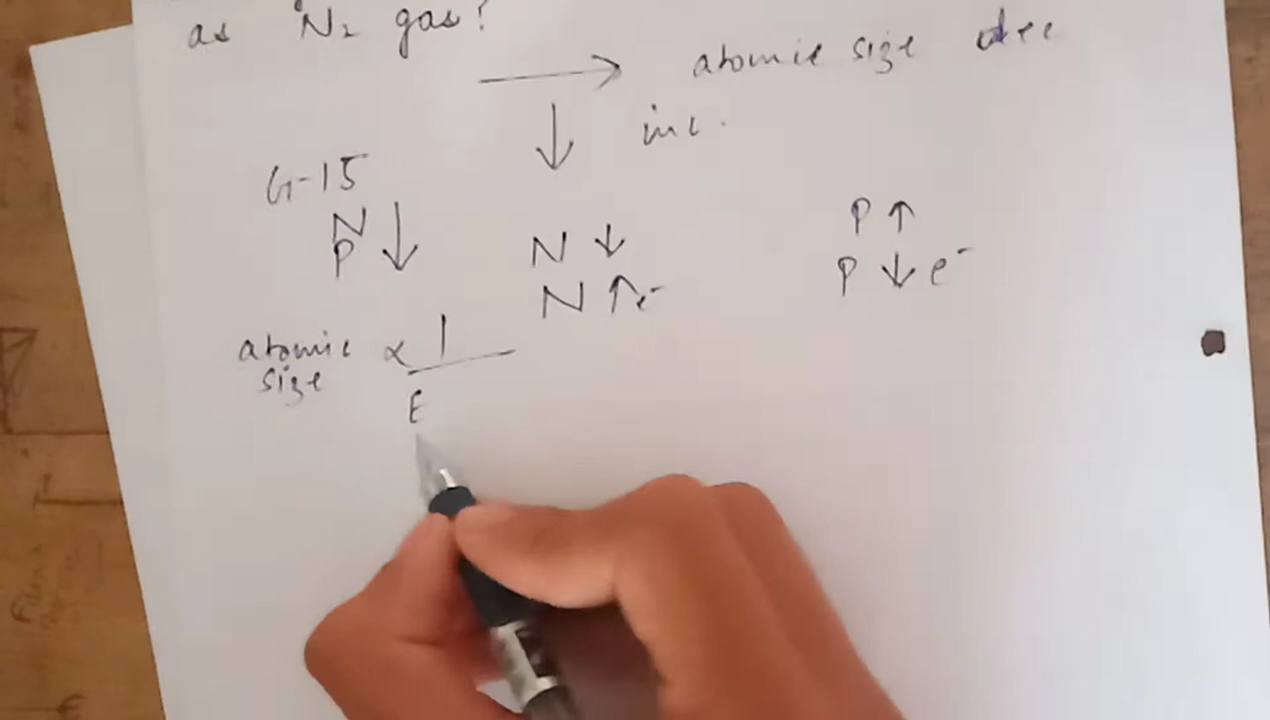 as N₂ gas?
→ atomic size dec
↓ inc.
G-15
N
P ↓
N ↓
N ↑e⁻
P ↑
P ↓ e⁻
atomic size ∝ 1
E